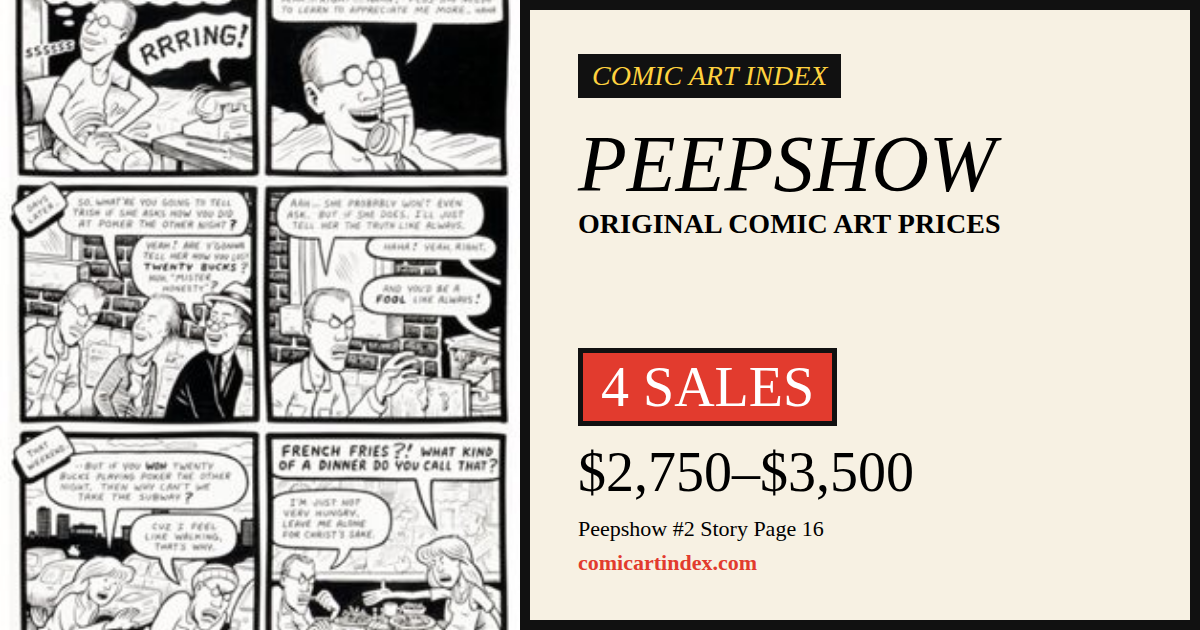 SSSSSS
RRRING!
TO LEARN TO APPRECIATE ME MORE.. HAHA
DAYS
LATER..
SO, WHAT'RE YOU GOING TO TELL
TRISH IF SHE ASKS HOW YOU DID
AT POKER THE OTHER NIGHT?
YEAH! ARE Y'GONNA
TELL HER HOW YOU LOST
TWENTY BUCKS?
HUH, "MISTER
HONESTY"?
AAH... SHE PROBABLY WON'T EVEN
ASK.. BUT IF SHE DOES, I'LL JUST
TELL HER THE TRUTH LIKE ALWAYS.
HAHA! YEAH, RIGHT.
AND YOU'D BE A
FOOL LIKE ALWAYS!
THAT
WEEKEND..
..BUT IF YOU WON TWENTY
BUCKS PLAYING POKER THE OTHER
NIGHT, THEN WHY CAN'T WE
TAKE THE SUBWAY?
CUZ I FEEL
LIKE WALKING,
THAT'S WHY.
FRENCH FRIES?! WHAT KIND
OF A DINNER DO YOU CALL THAT?
I'M JUST NOT
VERY HUNGRY.
LEAVE ME ALONE
FOR CHRIST'S SAKE.
COMIC ART INDEX
PEEPSHOW
ORIGINAL COMIC ART PRICES
4 SALES
$2,750–$3,500
Peepshow #2 Story Page 16
comicartindex.com